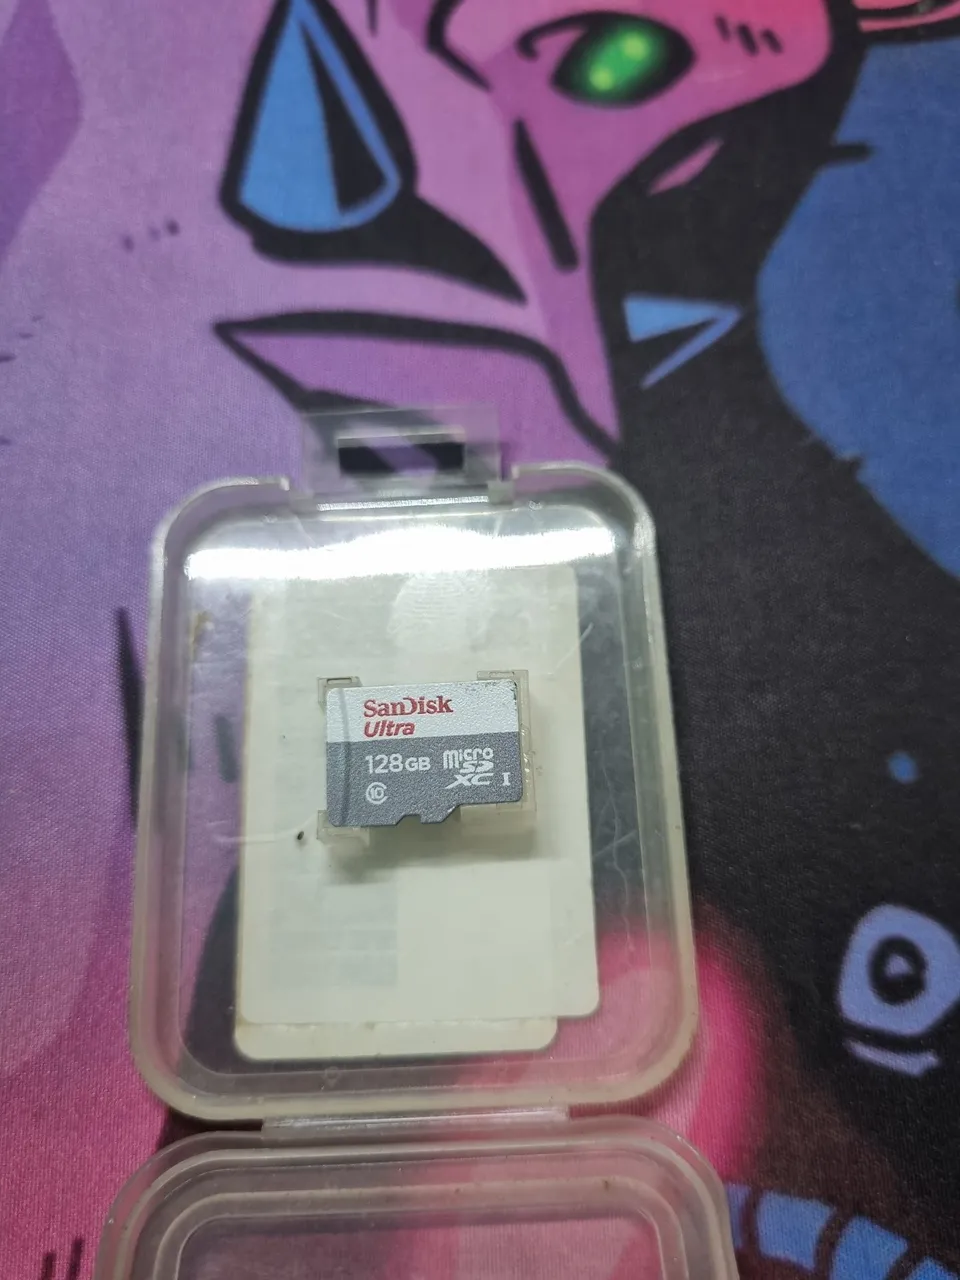 SanDisk
Ultra
128GB
micro
SD
XC I
10